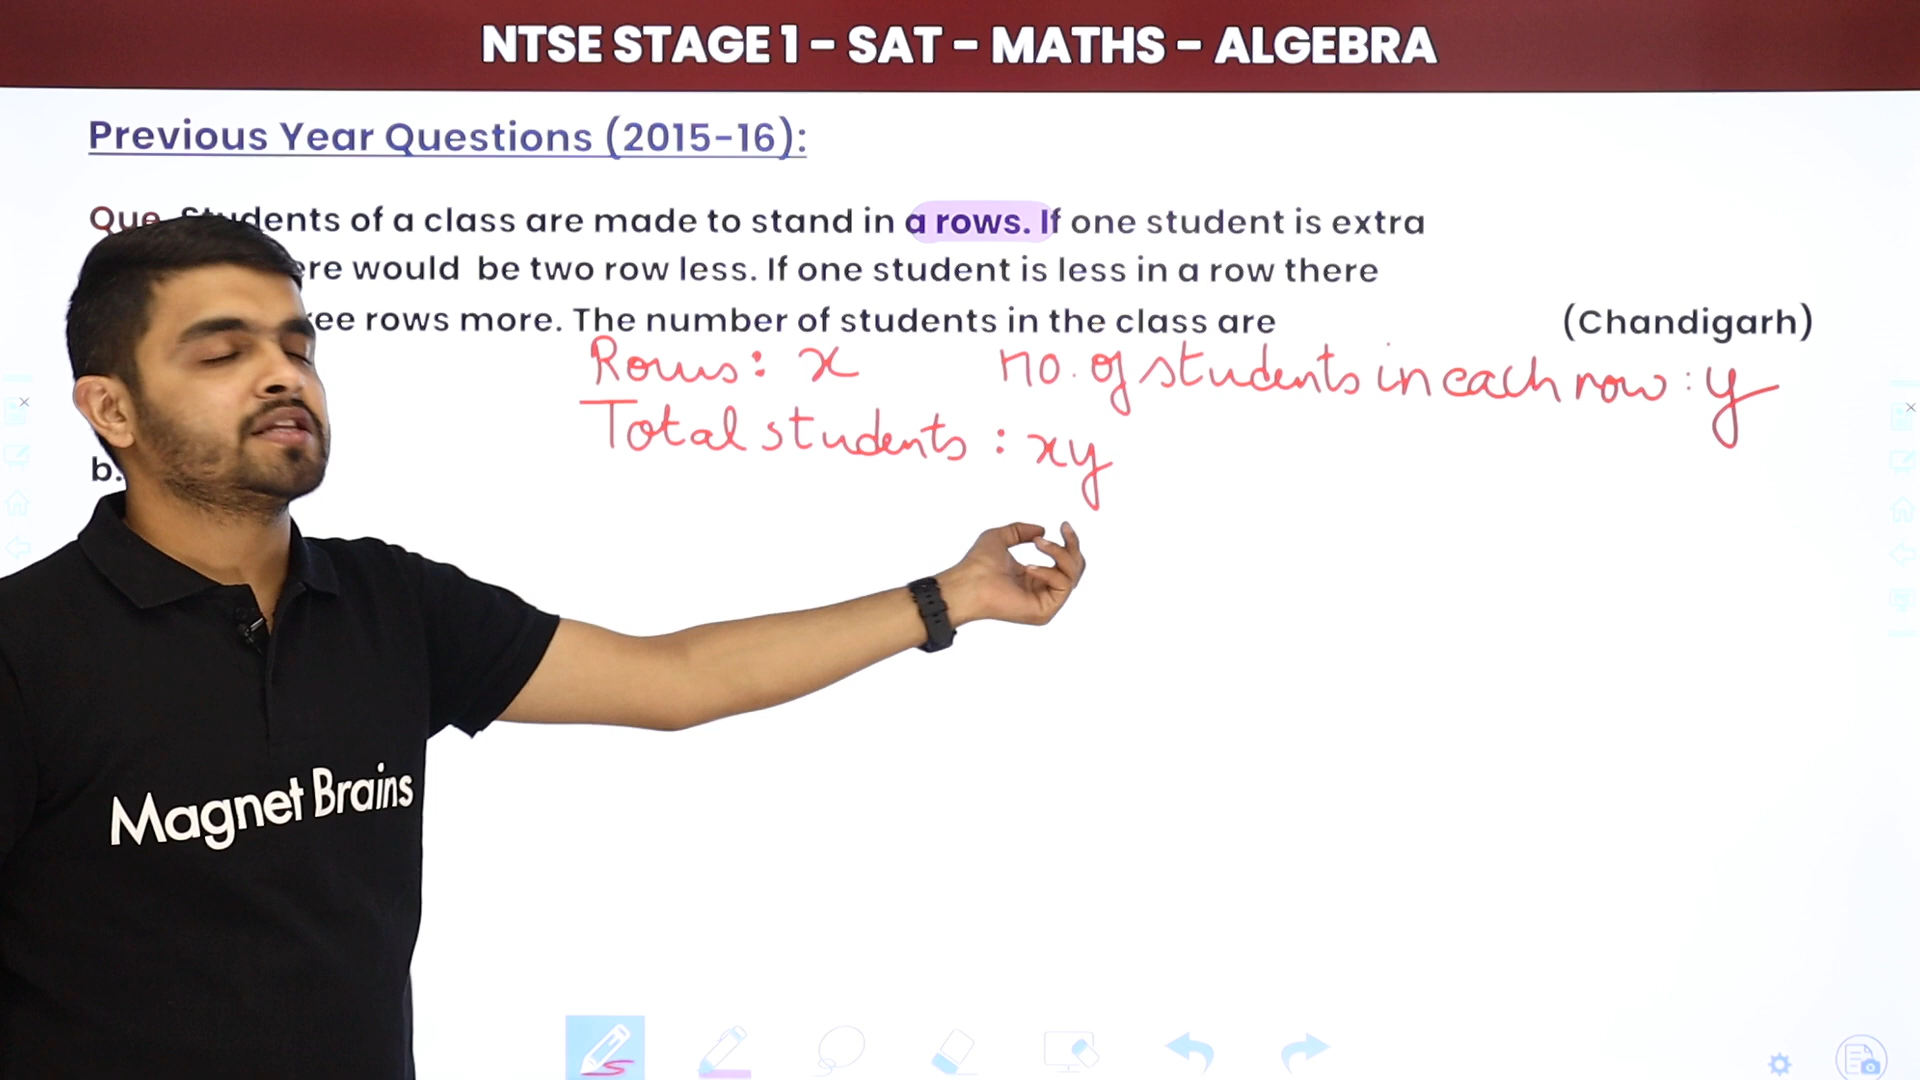 NTSE STAGE 1 – SAT – MATHS – ALGEBRA
Previous Year Questions (2015-16):
Que. Students of a class are made to stand in a rows. If one student is extra
would be two row less. If one student is less in a row there
rows more. The number of students in the class are (Chandigarh)
Rows: x no. of students in each row: y
Total students : xy
b.
Magnet Brains